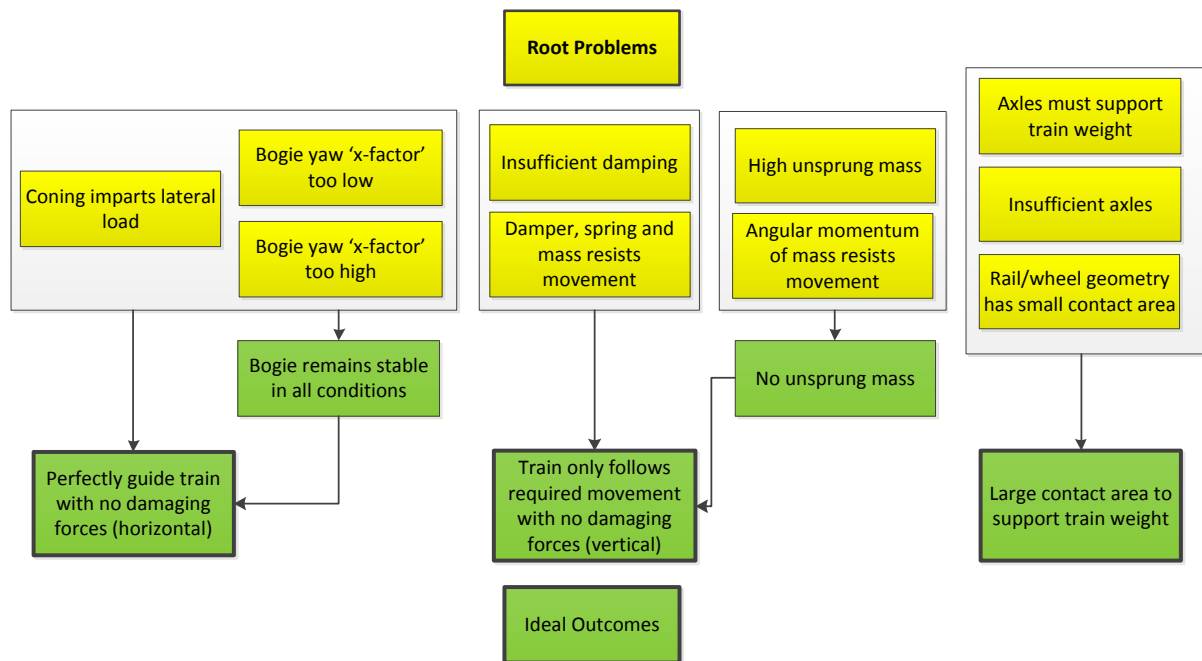 Root Problems
Coning imparts lateral
load
Bogie yaw ‘x-factor’
too low
Bogie yaw ‘x-factor’
too high
Insufficient damping
Damper, spring and
mass resists
movement
High unsprung mass
Angular momentum
of mass resists
movement
Axles must support
train weight
Insufficient axles
Rail/wheel geometry
has small contact area
Bogie remains stable
in all conditions
No unsprung mass
Perfectly guide train
with no damaging
forces (horizontal)
Train only follows
required movement
with no damaging
forces (vertical)
Large contact area to
support train weight
Ideal Outcomes